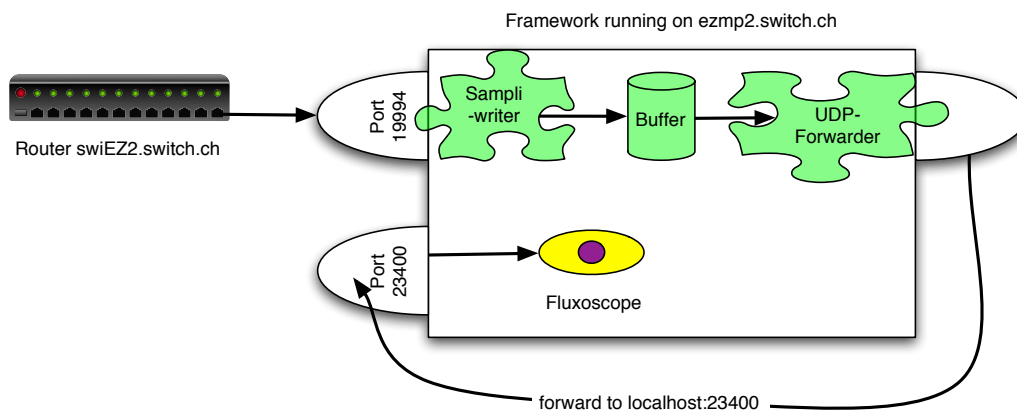 Framework running on ezmp2.switch.ch
Router swiEZ2.switch.ch
Port
19994
Sampli
-writer
Buffer
UDP-
Forwarder
Port
23400
Fluxoscope
forward to localhost:23400